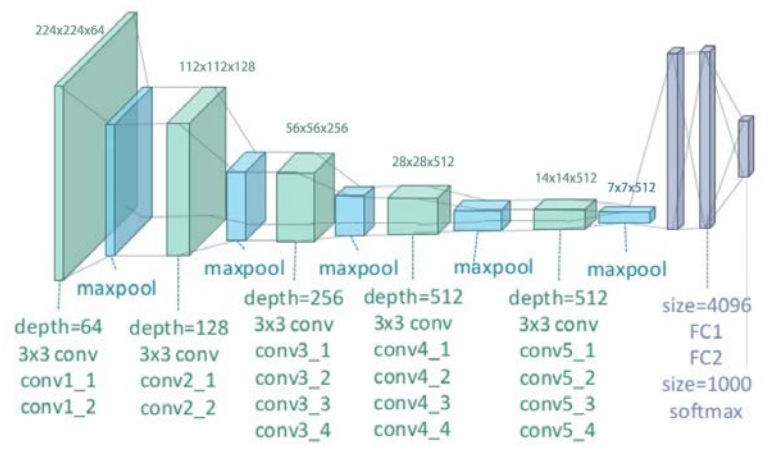 224x224x64
112x112x128
56x56x256
28x28x512
14x14x512
7x7x512
maxpool
maxpool
maxpool
maxpool
maxpool
depth=64
3x3 conv
conv1_1
conv1_2
depth=128
3x3 conv
conv2_1
conv2_2
depth=256
3x3 conv
conv3_1
conv3_2
conv3_3
conv3_4
depth=512
3x3 conv
conv4_1
conv4_2
conv4_3
conv4_4
depth=512
3x3 conv
conv5_1
conv5_2
conv5_3
conv5_4
size=4096
FC1
FC2
size=1000
softmax